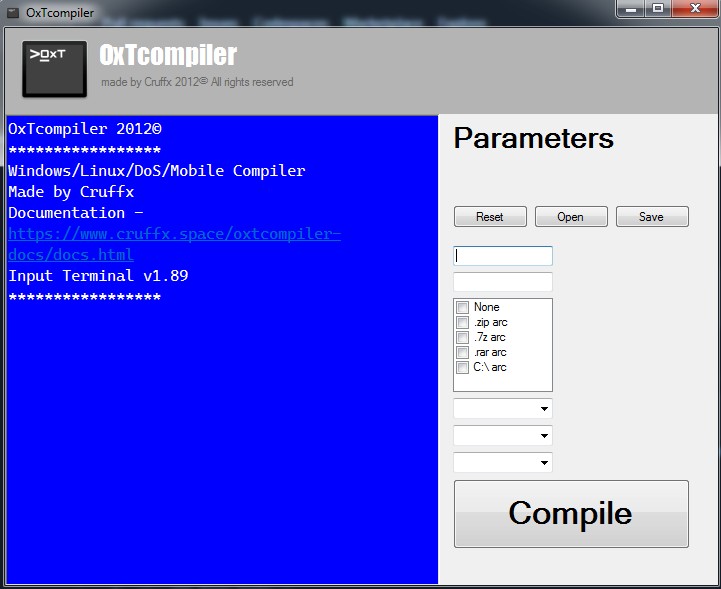 OxTcompiler
>OxT
OxTcompiler
made by Cruffx 2012© All rights reserved
OxTcompiler 2012©
*****************
Windows/Linux/DoS/Mobile Compiler
Made by Cruffx
Documentation -
https://www.cruffx.space/oxtcompiler-
docs/docs.html
Input Terminal v1.89
*****************
Parameters
Reset Open Save
None
.zip arc
.7z arc
.rar arc
C:\ arc
Compile